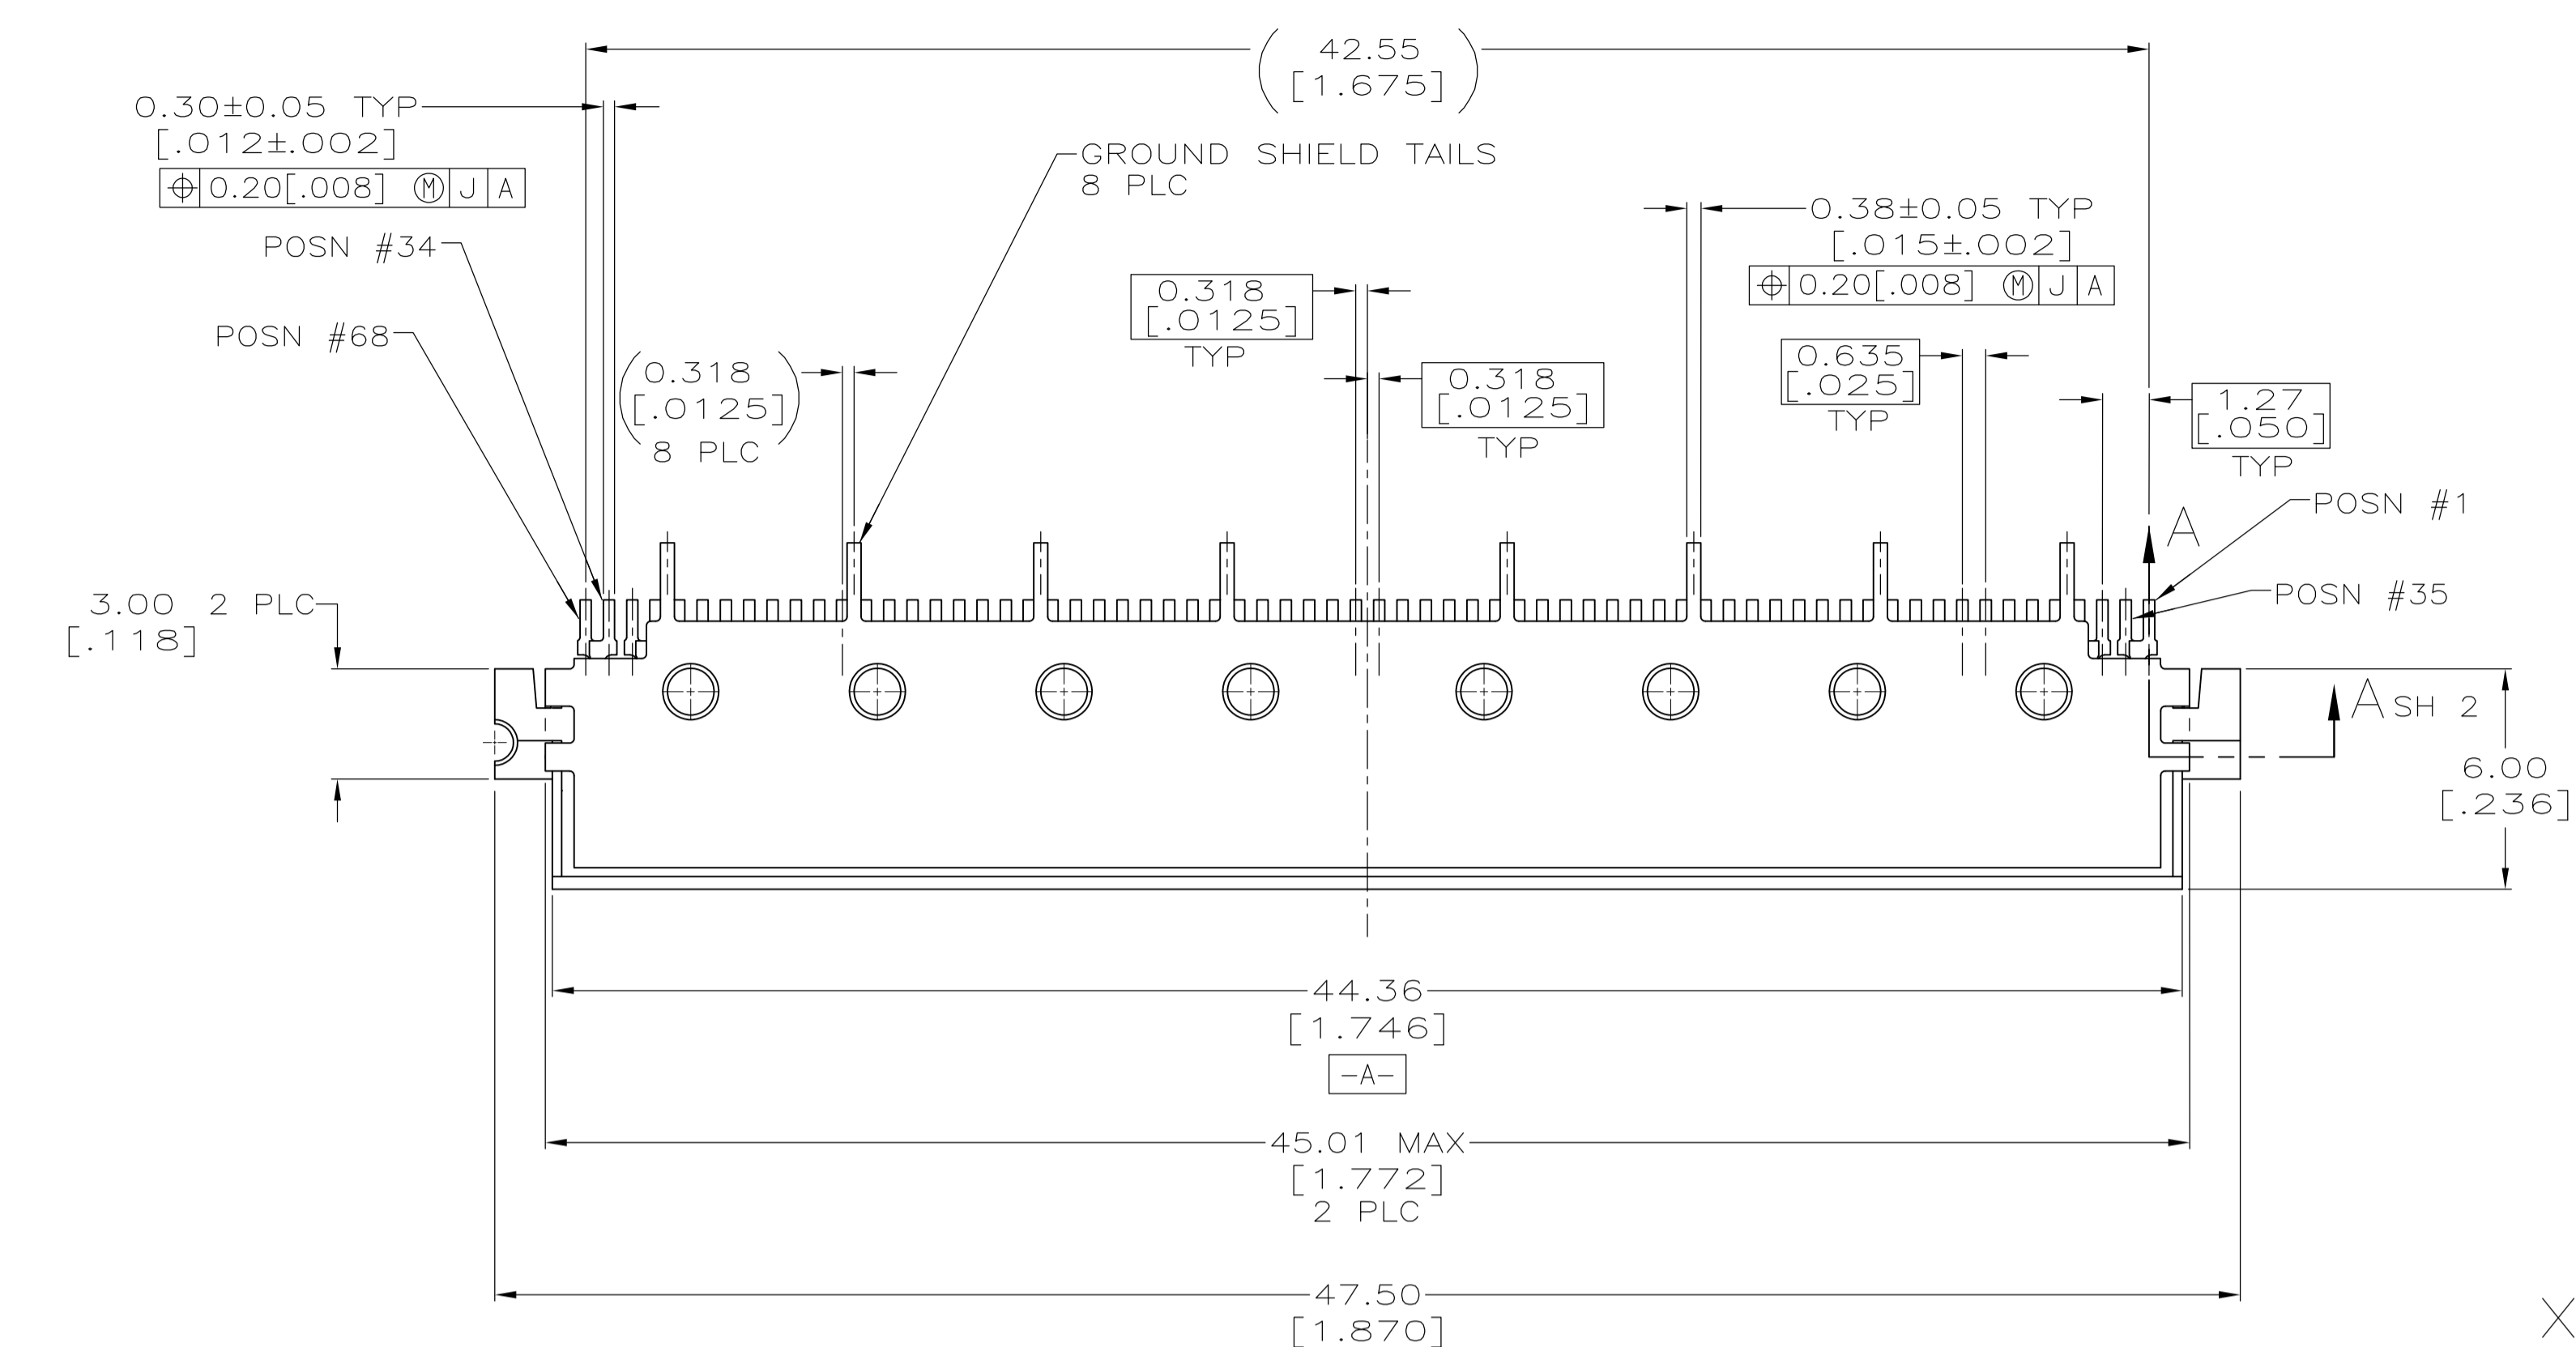 42.55
[1.675]
0.30±0.05 TYP
[.012±.002]
⌖ 0.20[.008] Ⓜ J A
GROUND SHIELD TAILS
8 PLC
0.38±0.05 TYP
[.015±.002]
⌖ 0.20[.008] Ⓜ J A
POSN #34
POSN #68
0.318
[.0125]
TYP
(0.318
[.0125])
8 PLC
0.318
[.0125]
TYP
0.635
[.025]
TYP
1.27
[.050]
TYP
POSN #1
A
POSN #35
3.00 2 PLC
[.118]
A SH 2
6.00
[.236]
44.36
[1.746]
-A-
45.01 MAX
[1.772]
2 PLC
47.50
[1.870]
X